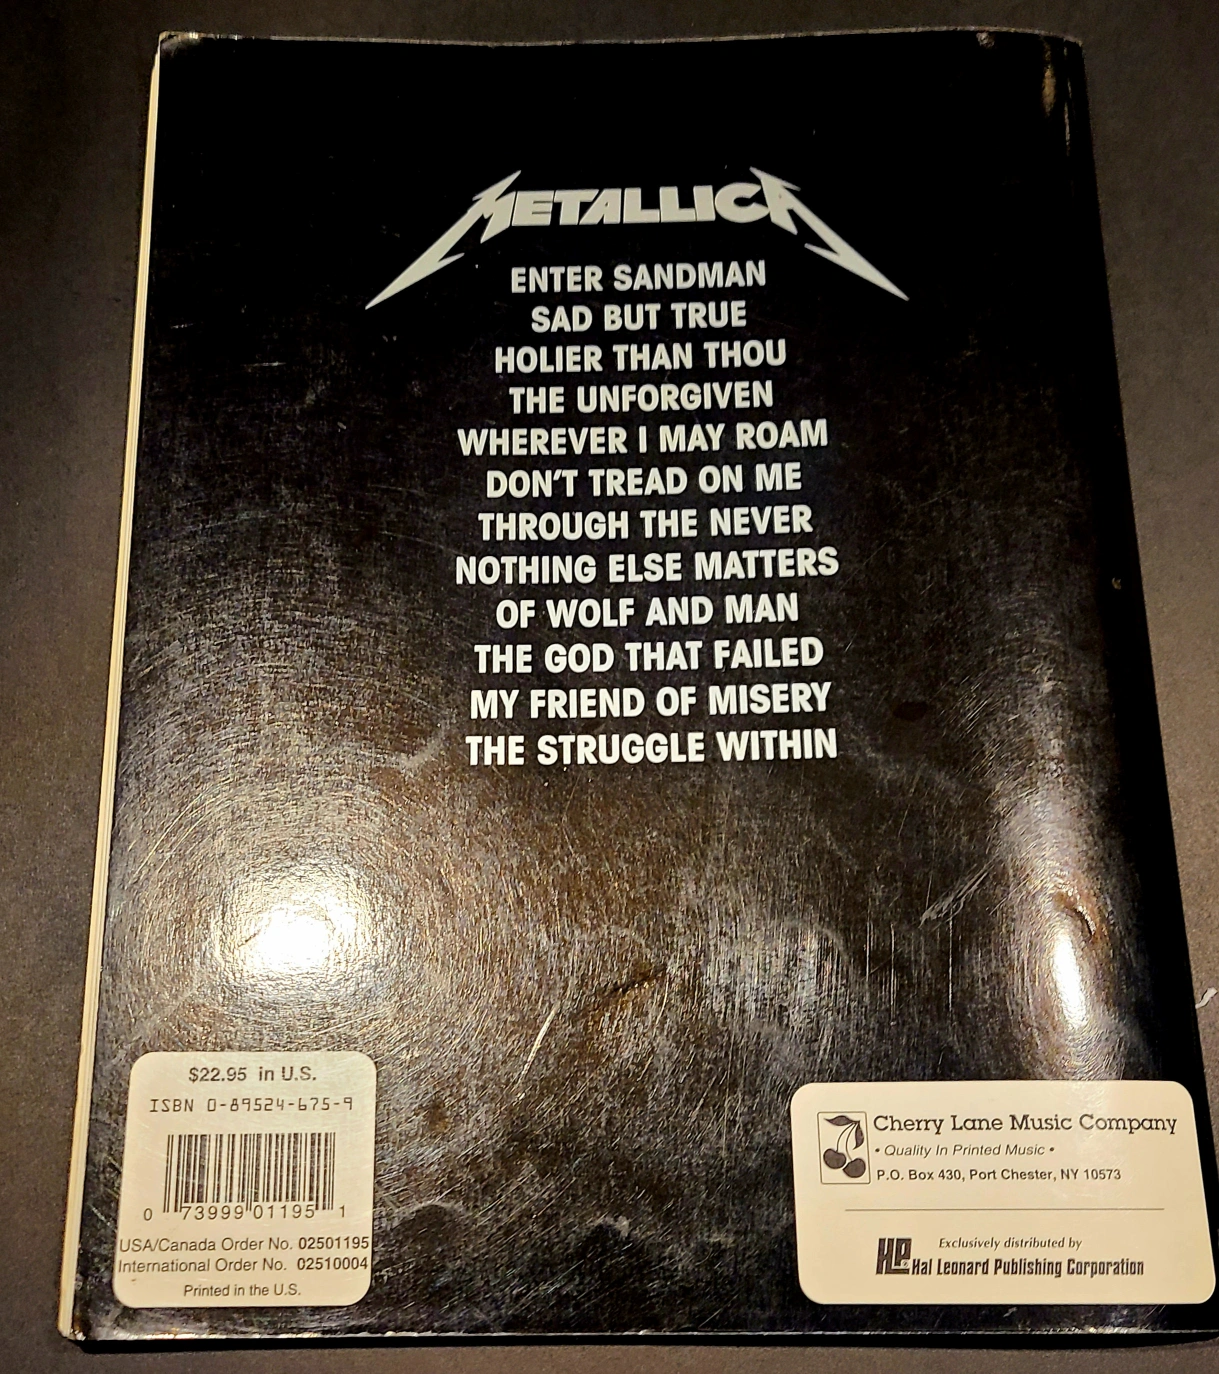 METALLICA
ENTER SANDMAN
SAD BUT TRUE
HOLIER THAN THOU
THE UNFORGIVEN
WHEREVER I MAY ROAM
DON'T TREAD ON ME
THROUGH THE NEVER
NOTHING ELSE MATTERS
OF WOLF AND MAN
THE GOD THAT FAILED
MY FRIEND OF MISERY
THE STRUGGLE WITHIN
$22.95 in U.S.
ISBN 0-89524-675-9
0 73999 01195 1
USA/Canada Order No. 02501195
International Order No. 02510004
Printed in the U.S.
Cherry Lane Music Company
• Quality In Printed Music •
P.O. Box 430, Port Chester, NY 10573
Exclusively distributed by
HL® Hal Leonard Publishing Corporation